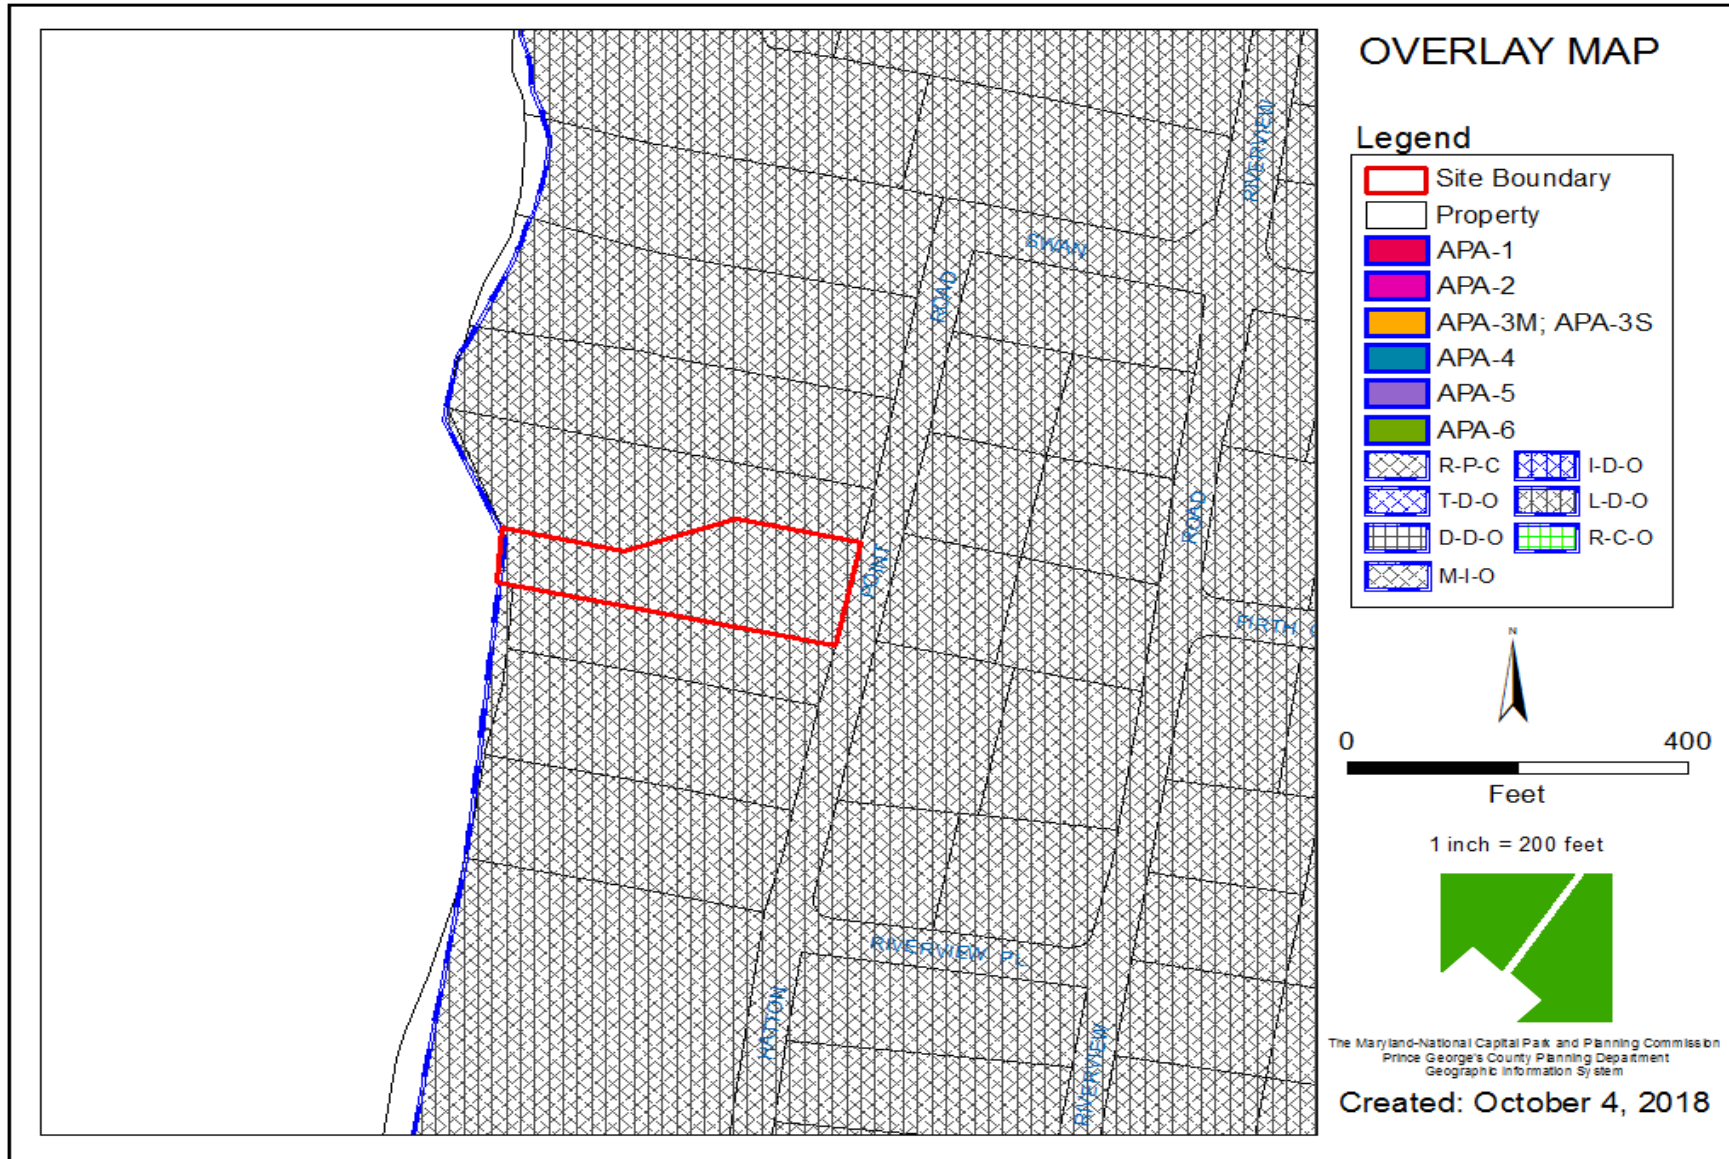 OVERLAY MAP
Legend
Site Boundary
Property
APA-1
APA-2
APA-3M; APA-3S
APA-4
APA-5
APA-6
R-P-C I-D-O
T-D-O L-D-O
D-D-O R-C-O
M-I-O
N
0 400
Feet
1 inch = 200 feet
The Maryland-National Capital Park and Planning Commission
Prince George's County Planning Department
Geographic Information System
Created: October 4, 2018
RIVERVIEW
SWAN
ROAD
ROAD
POINT
FIRTH
RIVERVIEW PL
HATTON
RIVERVIEW